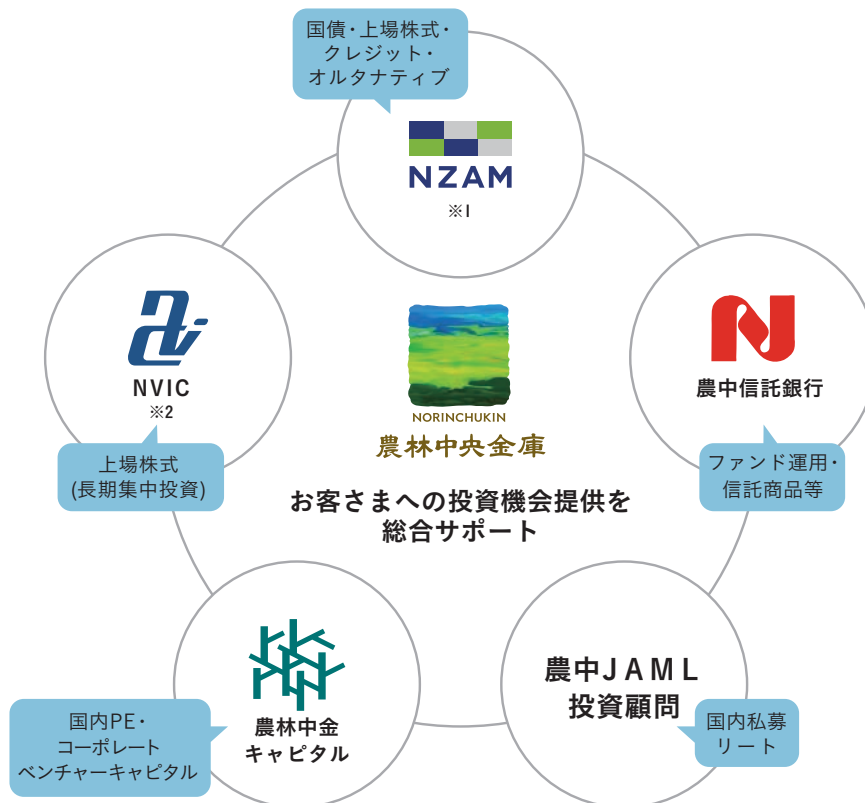 国債・上場株式・
クレジット・
オルタナティブ
NZAM
※1
NVIC
※2
上場株式
(長期集中投資)
NORINCHUKIN
農林中央金庫
お客さまへの投資機会提供を
総合サポート
農中信託銀行
ファンド運用・
信託商品等
農林中金
キャピタル
国内PE・
コーポレート
ベンチャーキャピタル
農中JAML
投資顧問
国内私募
リート